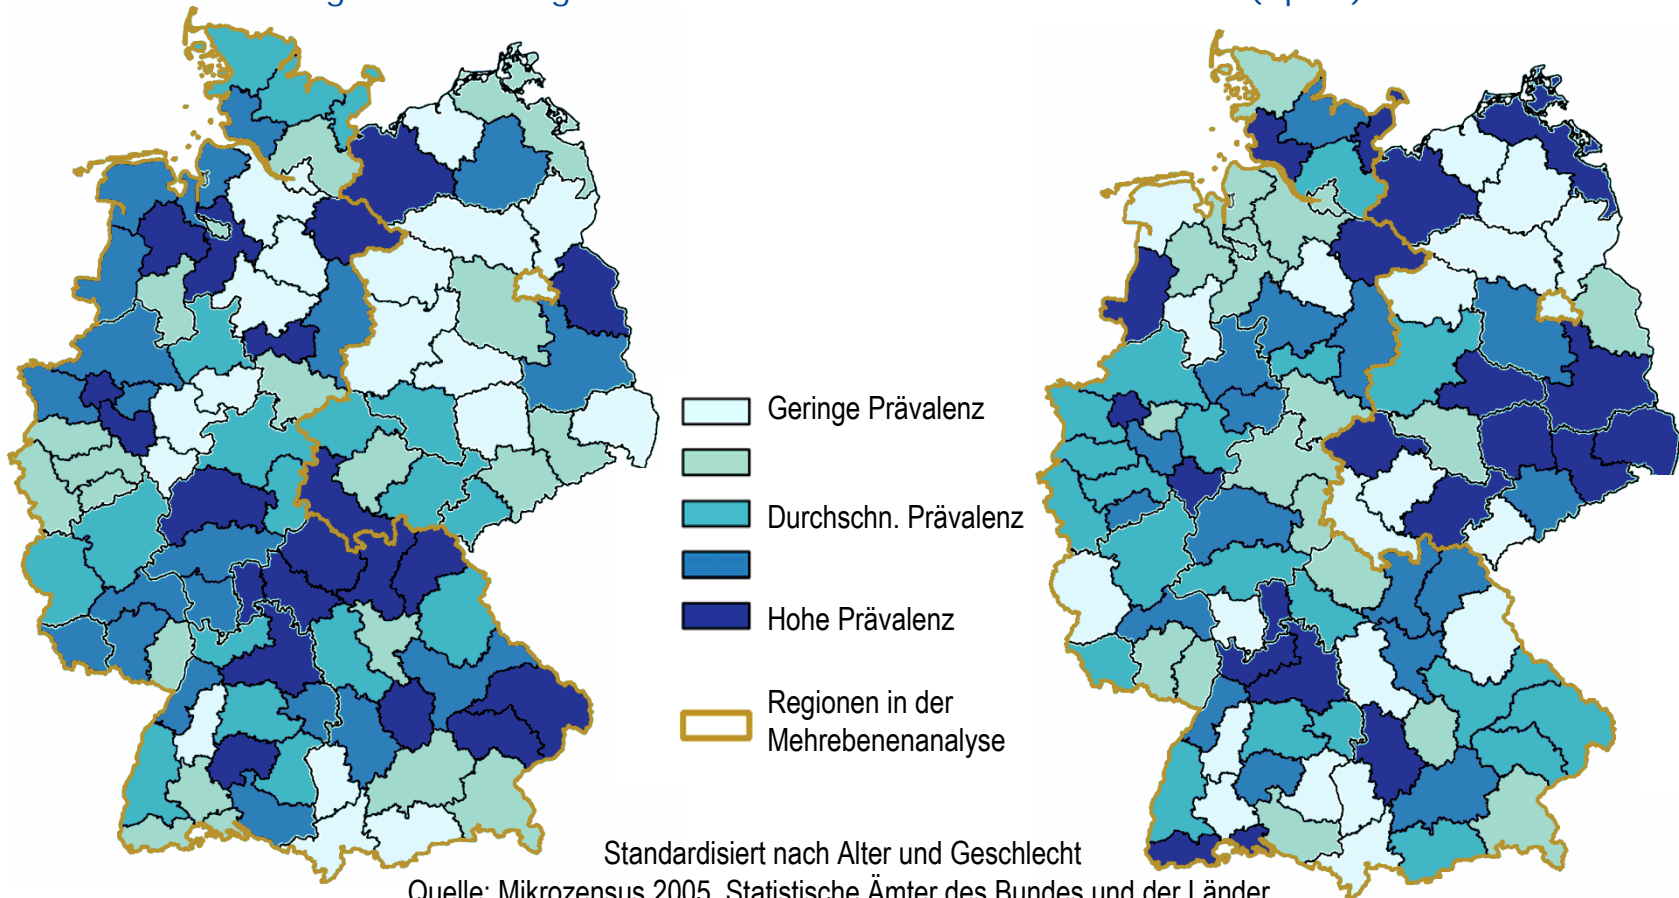 Geringe Prävalenz
Durchschn. Prävalenz
Hohe Prävalenz
Regionen in der
Mehrebenenanalyse
Standardisiert nach Alter und Geschlecht
Quelle: Mikrozensus 2005, Statistische Ämter des Bundes und der Länder